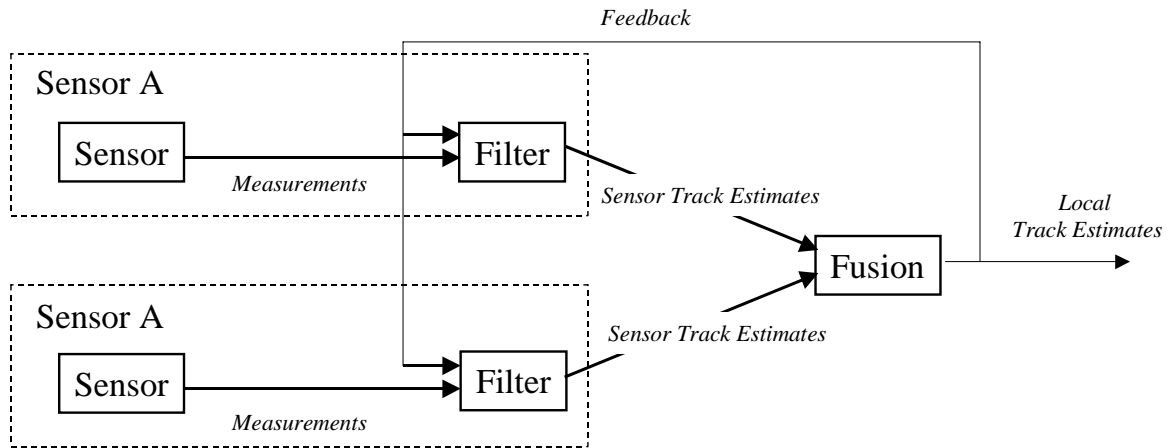 Feedback
Sensor A
Sensor
Filter
Measurements
Sensor Track Estimates
Local
Track Estimates
Fusion
Sensor A
Sensor Track Estimates
Sensor
Filter
Measurements